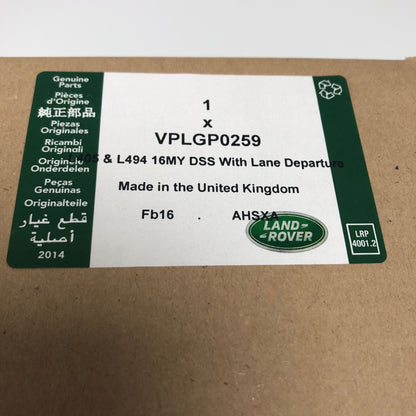 Genuine
Parts
Pièces
d'Origine
純正部品
Piezas
Originales
Ricambi
Originali
Originele
Onderdelen
Peças
Genuinas
Originalteile
قطع غيار
أصلية
2014
1
x
VPLGP0259
L405 & L494 16MY DSS With Lane Departure
Made in the United Kingdom
Fb16 . AHSXA
LAND
ROVER
LRP
4001.2